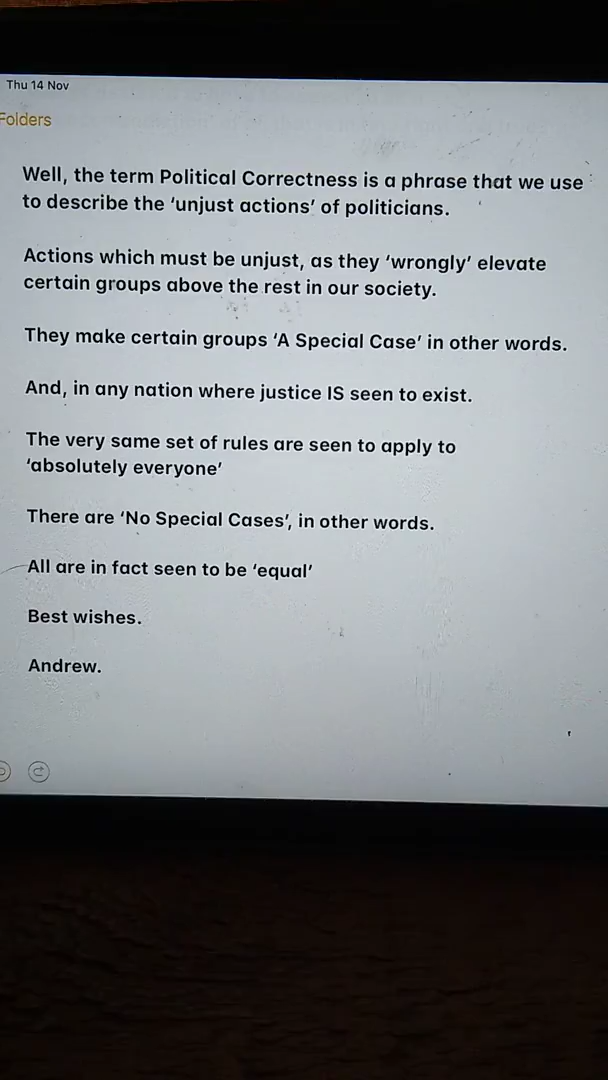 Thu 14 Nov
Folders
Well, the term Political Correctness is a phrase that we use
to describe the ‘unjust actions’ of politicians.
Actions which must be unjust, as they ‘wrongly’ elevate
certain groups above the rest in our society.
They make certain groups ‘A Special Case’ in other words.
And, in any nation where justice IS seen to exist.
The very same set of rules are seen to apply to
‘absolutely everyone’
There are ‘No Special Cases’, in other words.
All are in fact seen to be ‘equal’
Best wishes.
Andrew.